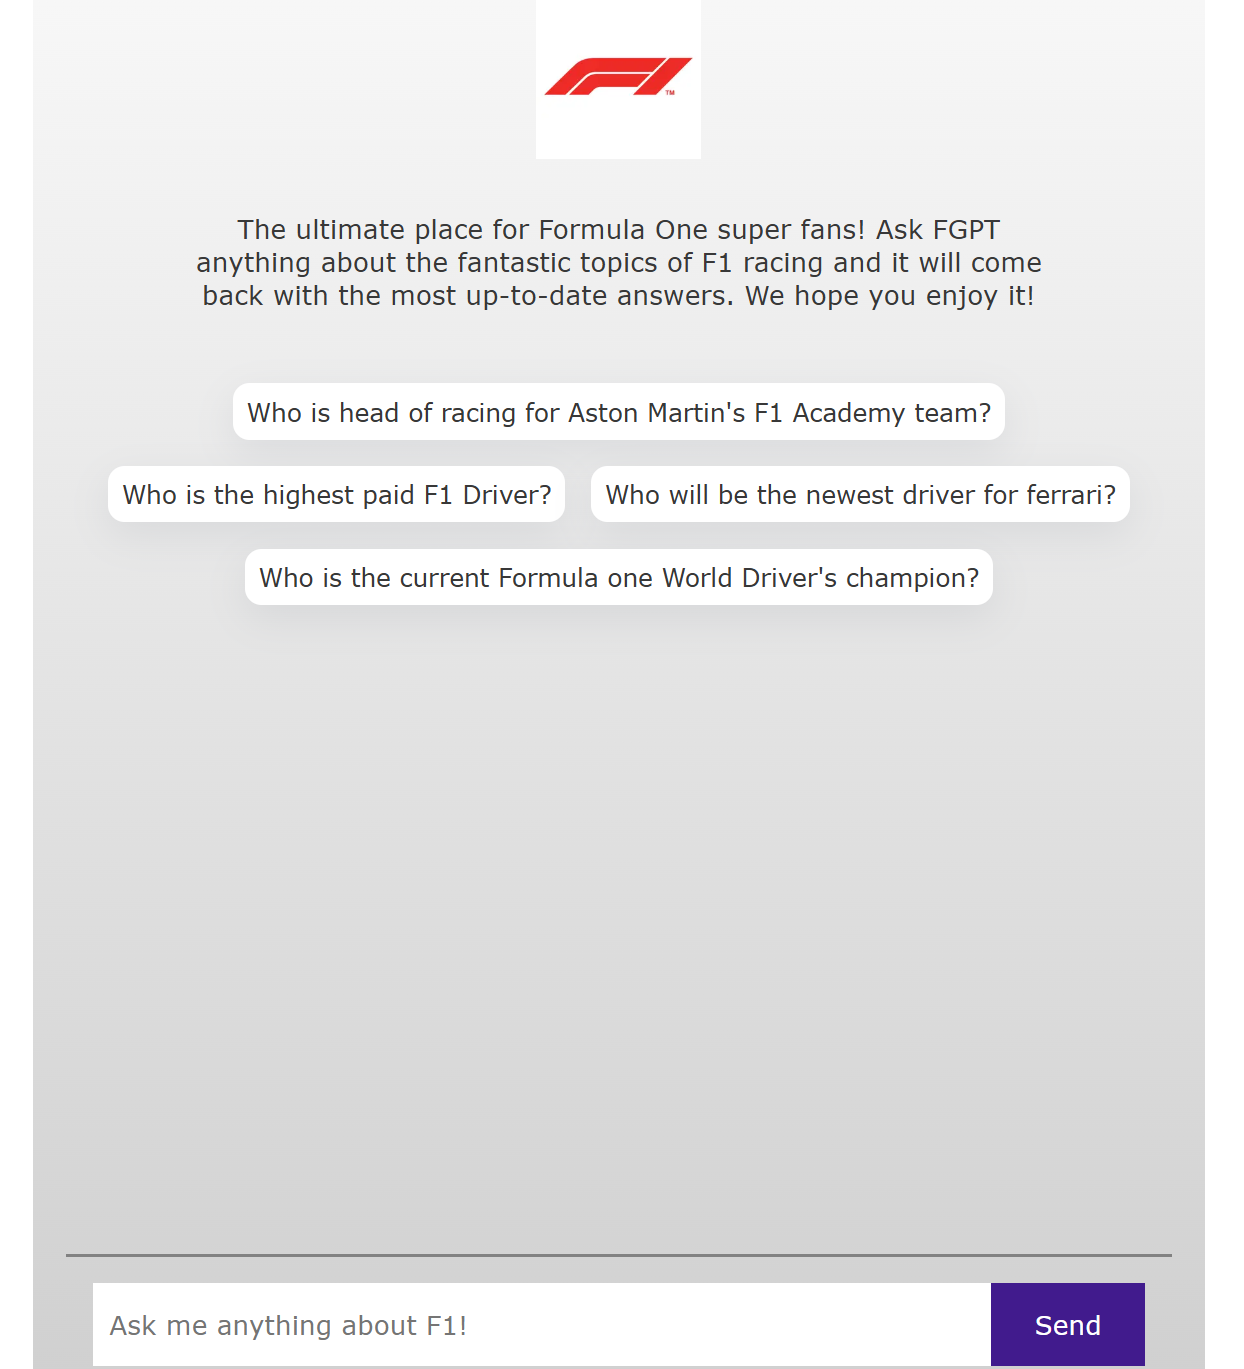 F1
TM
The ultimate place for Formula One super fans! Ask FGPT
anything about the fantastic topics of F1 racing and it will come
back with the most up-to-date answers. We hope you enjoy it!
Who is head of racing for Aston Martin's F1 Academy team?
Who is the highest paid F1 Driver?
Who will be the newest driver for ferrari?
Who is the current Formula one World Driver's champion?
Ask me anything about F1!
Send